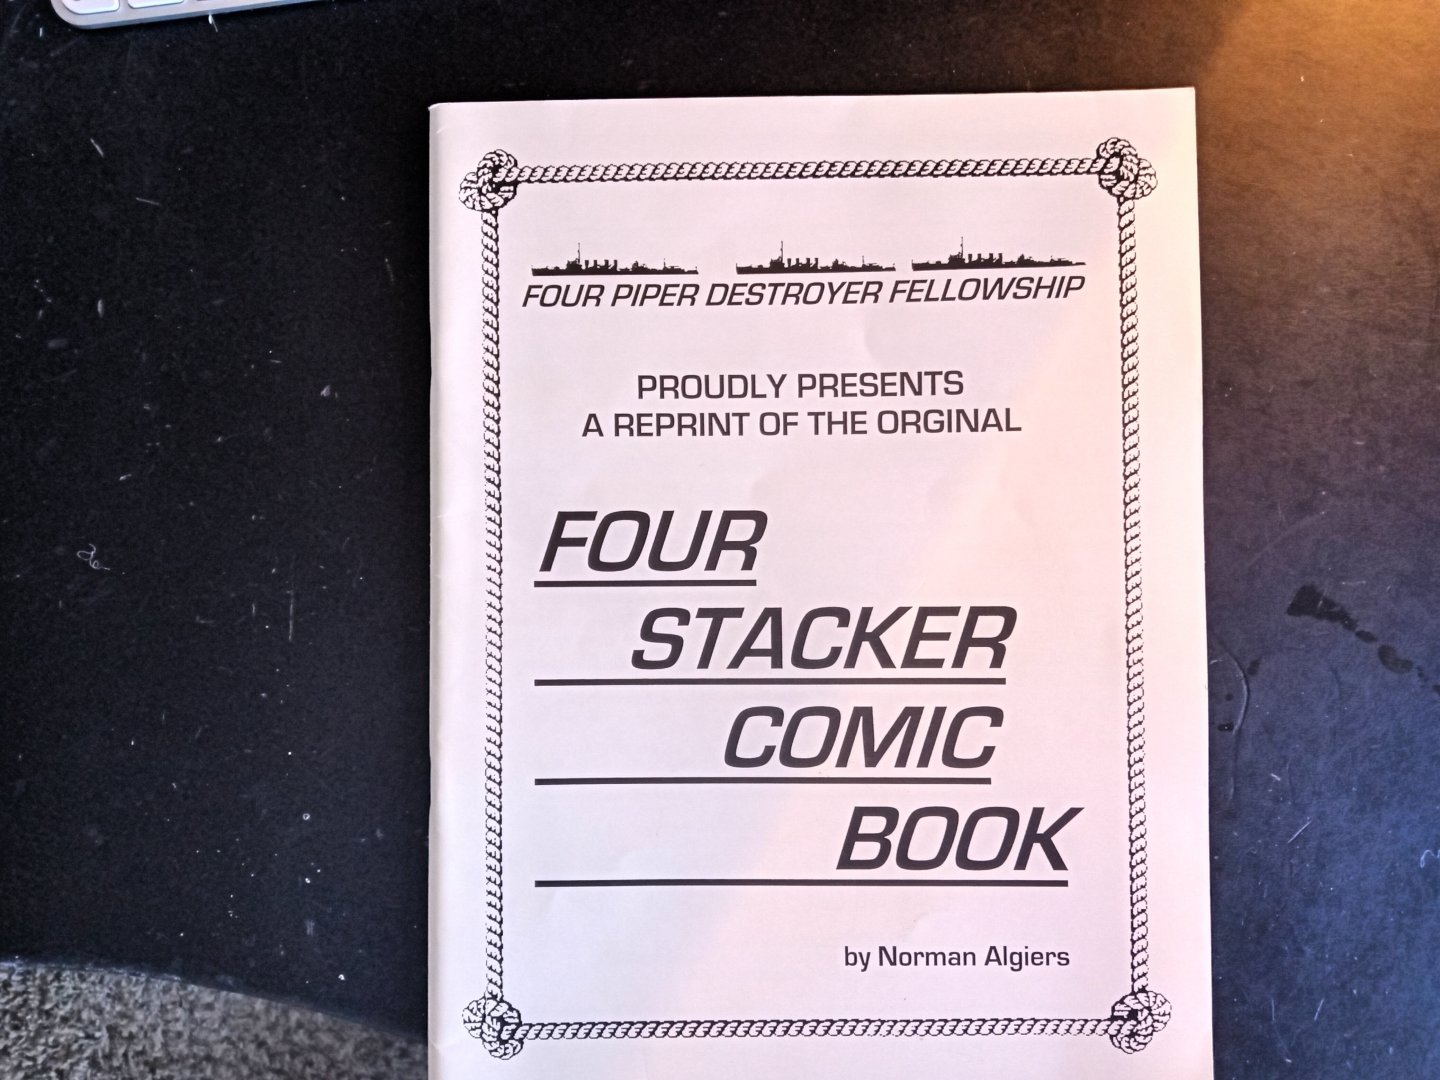 FOUR PIPER DESTROYER FELLOWSHIP
PROUDLY PRESENTS
A REPRINT OF THE ORGINAL
FOUR
STACKER
COMIC
BOOK
by Norman Algiers